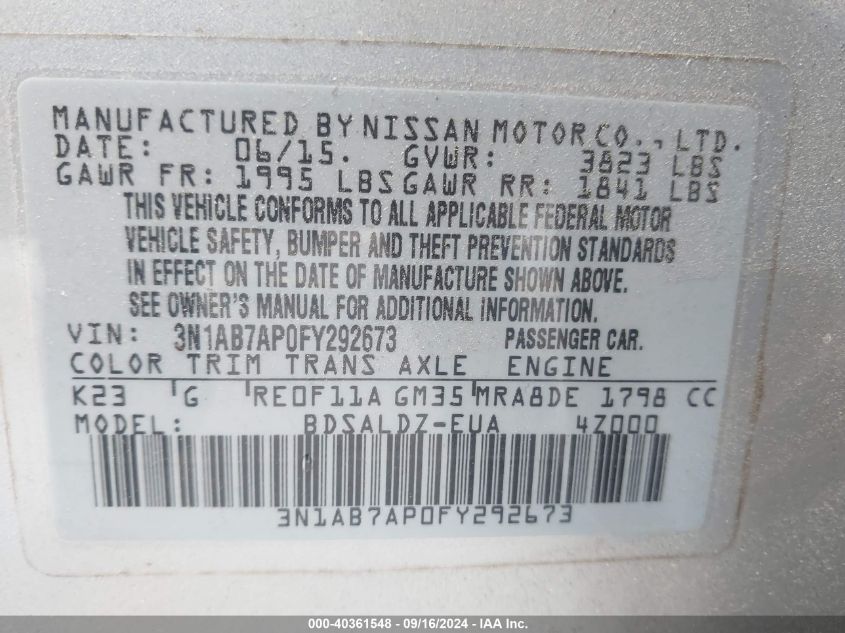 MANUFACTURED BY NISSAN MOTOR CO., LTD.
DATE: 06/15. GVWR: 3823 LBS
GAWR FR: 1995 LBS GAWR RR: 1841 LBS
THIS VEHICLE CONFORMS TO ALL APPLICABLE FEDERAL MOTOR
VEHICLE SAFETY, BUMPER AND THEFT PREVENTION STANDARDS
IN EFFECT ON THE DATE OF MANUFACTURE SHOWN ABOVE.
SEE OWNER'S MANUAL FOR ADDITIONAL INFORMATION.
VIN: 3N1AB7AP0FY292673 PASSENGER CAR.
COLOR TRIM TRANS AXLE ENGINE
K23 G RE0F11A GM35 MRA8DE 1798 CC
MODEL: BDSALDZ-EUA 4Z000
3N1AB7AP0FY292673
000-40361548 - 09/16/2024 - IAA Inc.